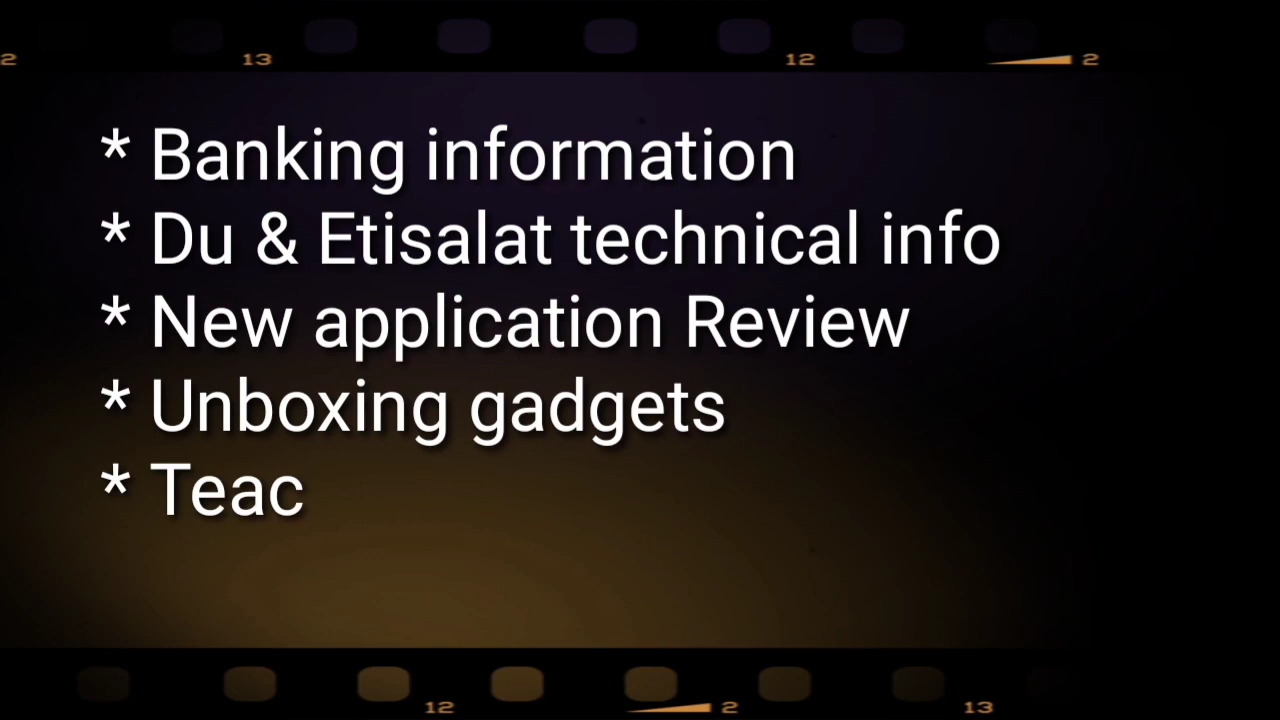 2 13 12 2
* Banking information
* Du & Etisalat technical info
* New application Review
* Unboxing gadgets
* Teac
12 2 13